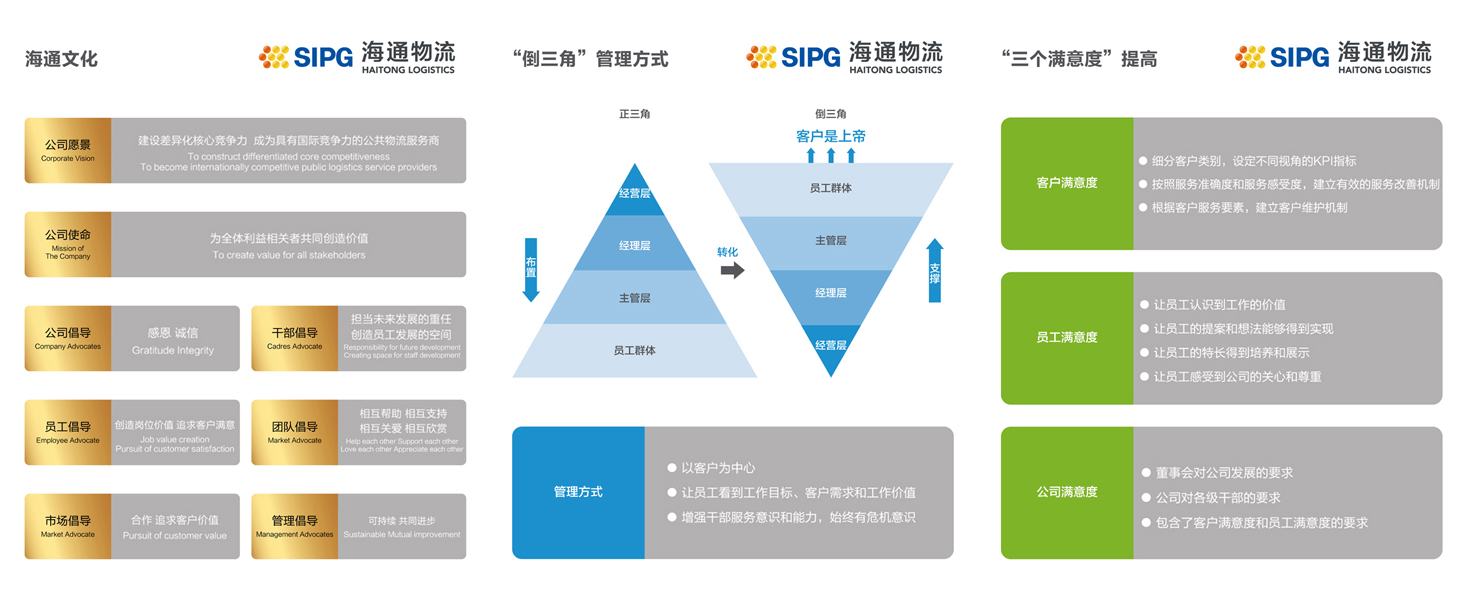 海通文化
SIPG 海通物流
HAITONG LOGISTICS
公司愿景
Corporate Vision
建设差异化核心竞争力 成为具有国际竞争力的公共物流服务商
To construct differentiated core competitiveness
To become internationally competitive public logistics service providers
公司使命
Mission of
The Company
为全体利益相关者共同创造价值
To create value for all stakeholders
公司倡导
Company Advocates
感恩 诚信
Gratitude Integrity
干部倡导
Cadres Advocate
担当未来发展的重任
创造员工发展的空间
Responsibility for future development
Creating space for staff development
员工倡导
Employee Advocate
创造岗位价值 追求客户满意
Job value creation
Pursuit of customer satisfaction
团队倡导
Market Advocate
相互帮助 相互支持
相互关爱 相互欣赏
Help each other Support each other
Love each other Appreciate each other
市场倡导
Market Advocate
合作 追求客户价值
Pursuit of customer value
管理倡导
Management Advocates
可持续 共同进步
Sustainable Mutual improvement
“倒三角”管理方式
SIPG 海通物流
HAITONG LOGISTICS
正三角
经营层
经理层
主管层
员工群体
布置
转化
倒三角
客户是上帝
员工群体
主管层
经理层
经营层
支撑
管理方式
● 以客户为中心
● 让员工看到工作目标、客户需求和工作价值
● 增强干部服务意识和能力，始终有危机意识
“三个满意度”提高
SIPG 海通物流
HAITONG LOGISTICS
客户满意度
● 细分客户类别，设定不同视角的KPI指标
● 按照服务准确度和服务感受度，建立有效的服务改善机制
● 根据客户服务要素，建立客户维护机制
员工满意度
● 让员工认识到工作的价值
● 让员工的提案和想法能够得到实现
● 让员工的特长得到培养和展示
● 让员工感受到公司的关心和尊重
公司满意度
● 董事会对公司发展的要求
● 公司对各级干部的要求
● 包含了客户满意度和员工满意度的要求